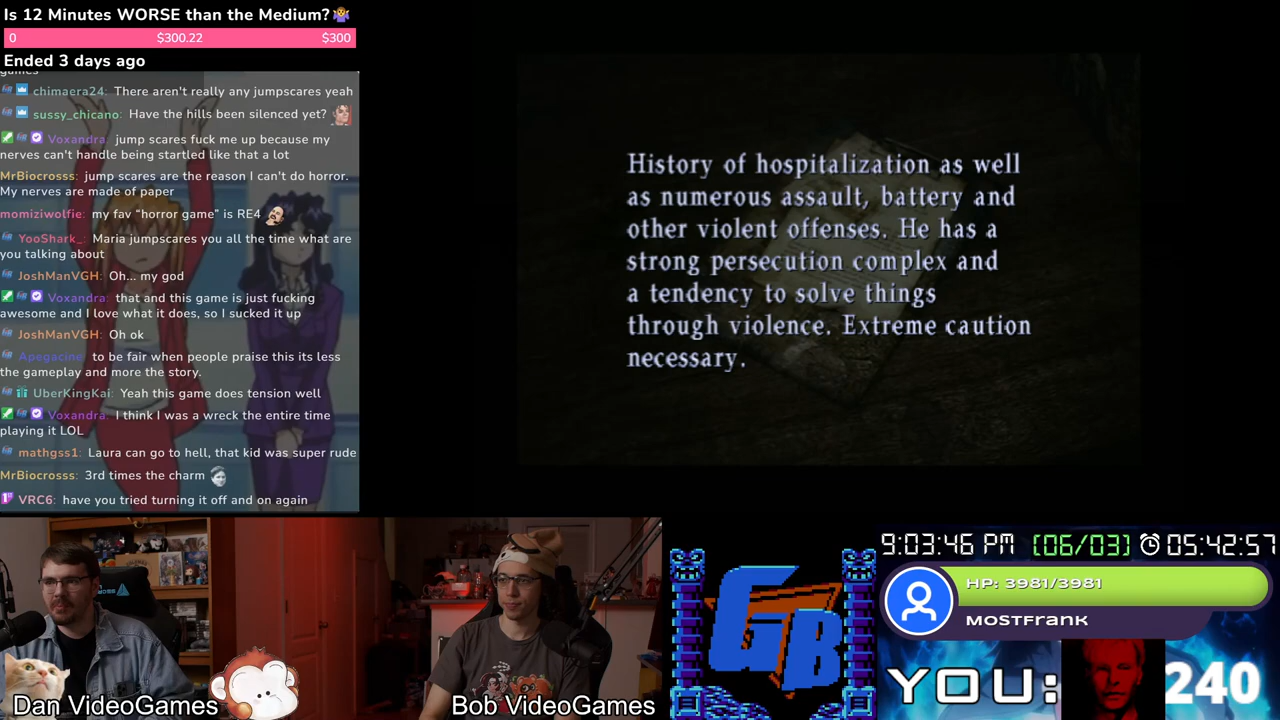 Is 12 Minutes WORSE than the Medium?🤷‍♀️
0 $300.22 $300
Ended 3 days ago
games
chimaera24: There aren't really any jumpscares yeah
sussy_chicano: Have the hills been silenced yet?
Voxandra: jump scares fuck me up because my
nerves can't handle being startled like that a lot
MrBiocrosss: jump scares are the reason I can't do horror.
My nerves are made of paper
momiziwolfie: my fav “horror game” is RE4
YooShark_: Maria jumpscares you all the time what are
you talking about
JoshManVGH: Oh... my god
Voxandra: that and this game is just fucking
awesome and I love what it does, so I sucked it up
JoshManVGH: Oh ok
Apegacine: to be fair when people praise this its less
the gameplay and more the story.
UberKingKai: Yeah this game does tension well
Voxandra: I think I was a wreck the entire time
playing it LOL
mathgss1: Laura can go to hell, that kid was super rude
MrBiocrosss: 3rd times the charm
VRC6: have you tried turning it off and on again
History of hospitalization as well
as numerous assault, battery and
other violent offenses. He has a
strong persecution complex and
a tendency to solve things
through violence. Extreme caution
necessary.
Dan VideoGames
Bob VideoGames
GB
9:03:46 PM [06/03] 05:42:57
HP: 3981/3981
MOSTFRANK
YOU: 240